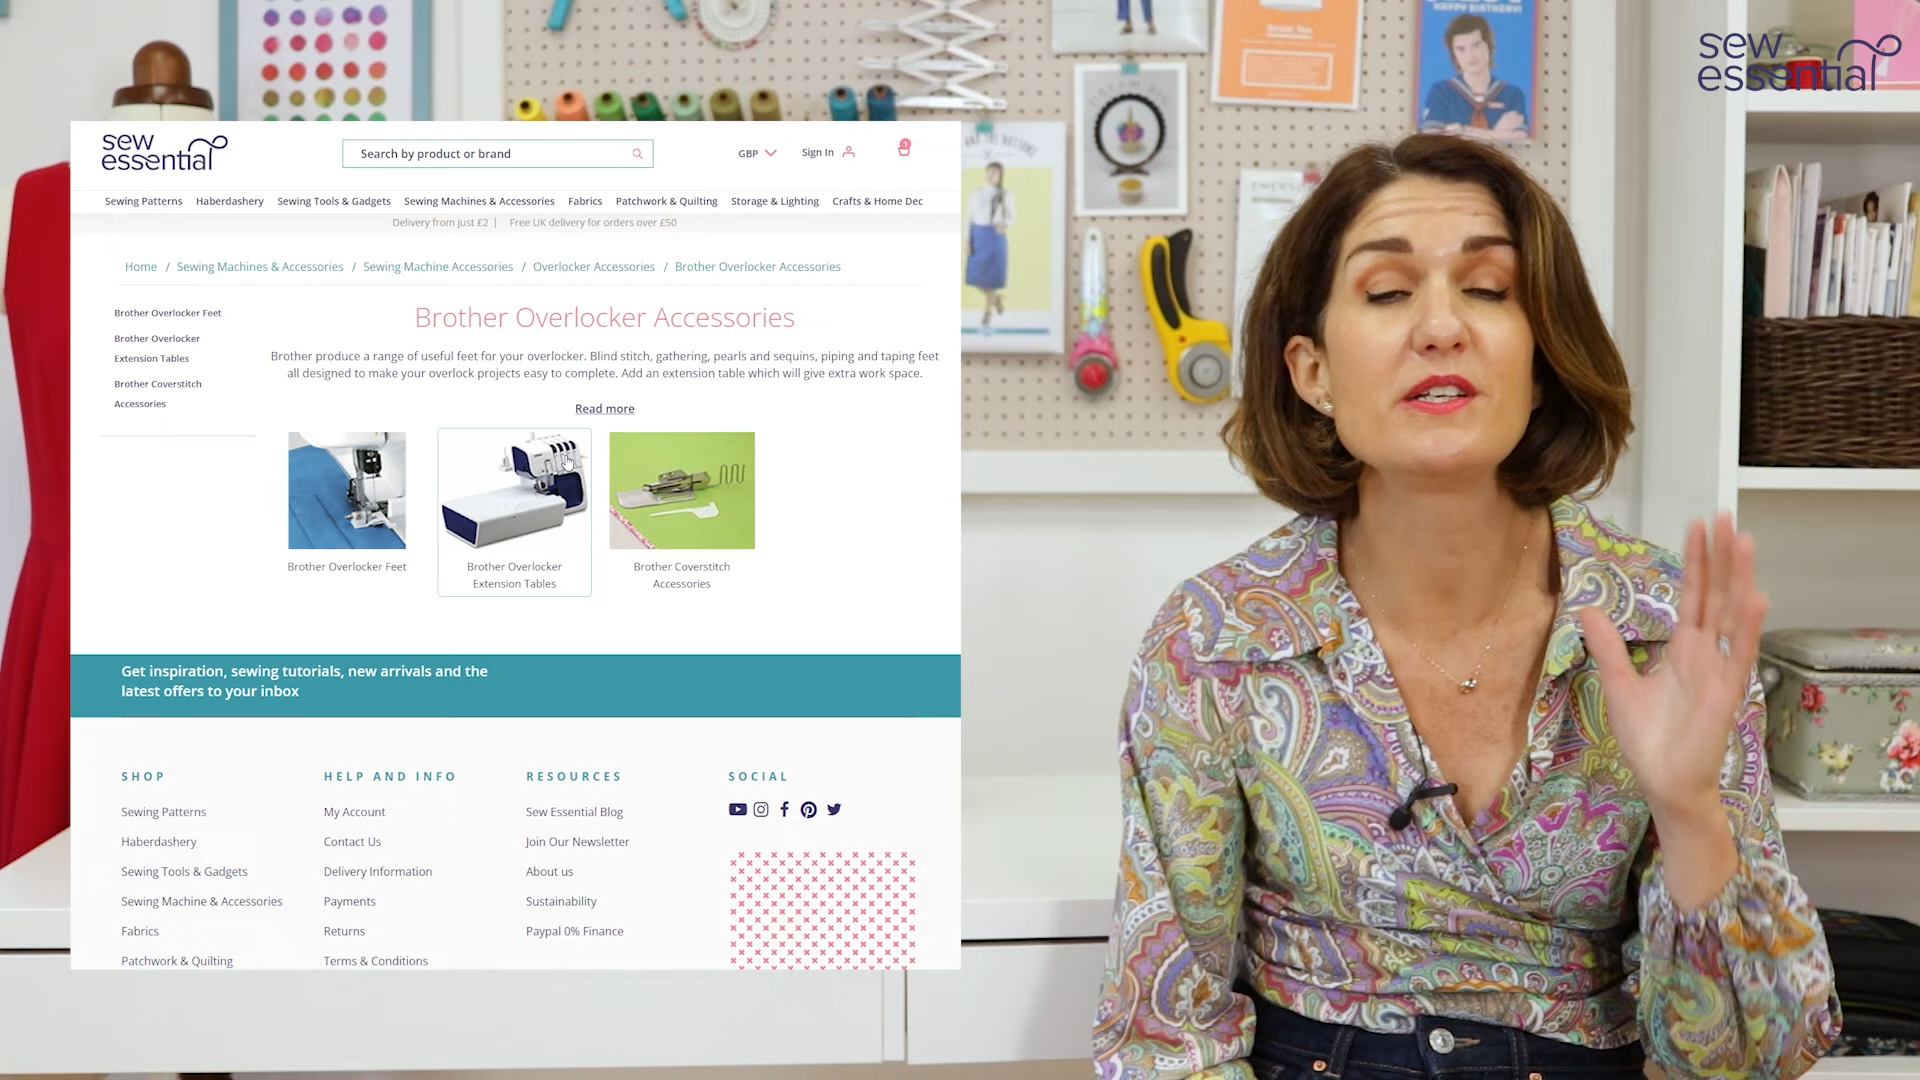 sew
essential
sew
essential
Search by product or brand
GBP
Sign In
1
Sewing Patterns
Haberdashery
Sewing Tools & Gadgets
Sewing Machines & Accessories
Fabrics
Patchwork & Quilting
Storage & Lighting
Crafts & Home Dec
Delivery from just £2 | Free UK delivery for orders over £50
Home / Sewing Machines & Accessories / Sewing Machine Accessories / Overlocker Accessories / Brother Overlocker Accessories
Brother Overlocker Feet
Brother Overlocker
Extension Tables
Brother Coverstitch
Accessories
Brother Overlocker Accessories
Brother produce a range of useful feet for your overlocker. Blind stitch, gathering, pearls and sequins, piping and taping feet
all designed to make your overlock projects easy to complete. Add an extension table which will give extra work space.
Read more
Brother Overlocker Feet
Brother Overlocker
Extension Tables
Brother Coverstitch
Accessories
Get inspiration, sewing tutorials, new arrivals and the
latest offers to your inbox
SHOP
Sewing Patterns
Haberdashery
Sewing Tools & Gadgets
Sewing Machine & Accessories
Fabrics
Patchwork & Quilting
HELP AND INFO
My Account
Contact Us
Delivery Information
Payments
Returns
Terms & Conditions
RESOURCES
Sew Essential Blog
Join Our Newsletter
About us
Sustainability
Paypal 0% Finance
SOCIAL
HAPPY BIRTHDAY!
DREAM BIG